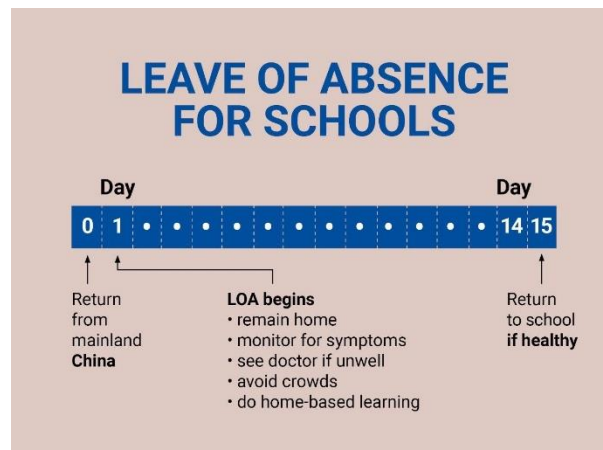 LEAVE OF ABSENCE
FOR SCHOOLS
Day
Day
0 1 • • • • • • • • • • • • 14 15
Return
from
mainland
China
LOA begins
• remain home
• monitor for symptoms
• see doctor if unwell
• avoid crowds
• do home-based learning
Return
to school
if healthy